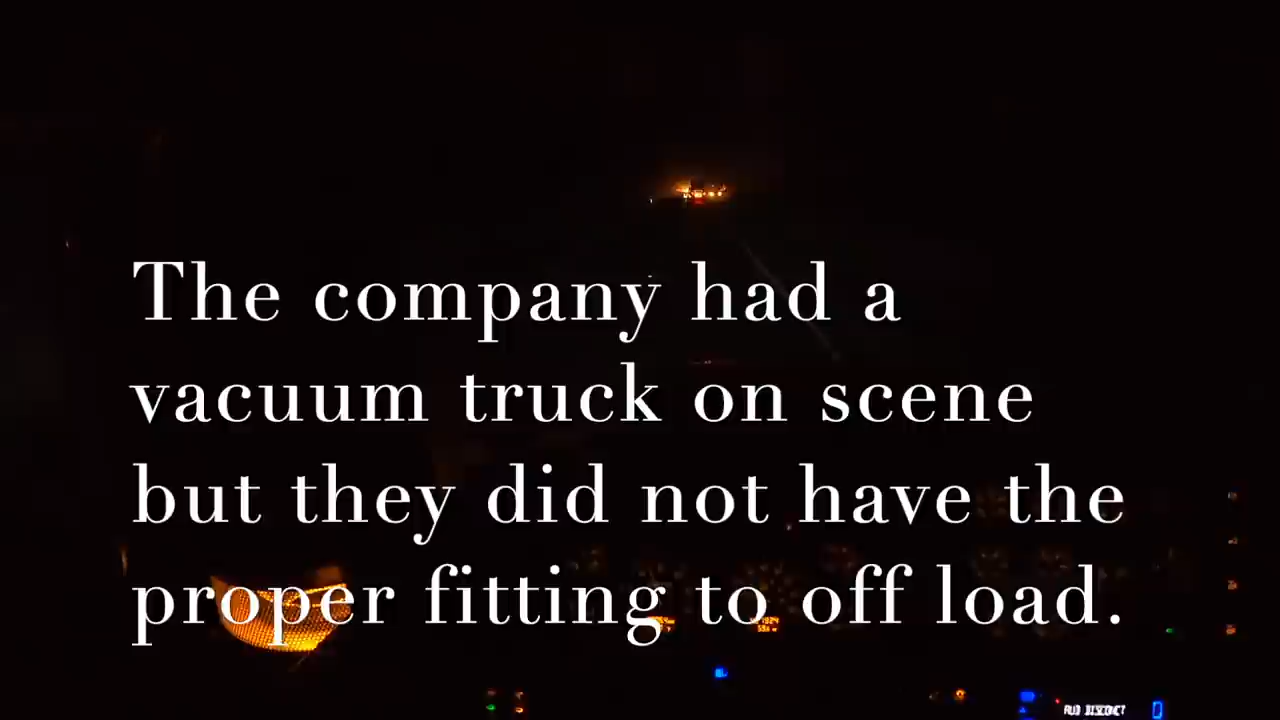 The company had a
vacuum truck on scene
but they did not have the
proper fitting to off load.